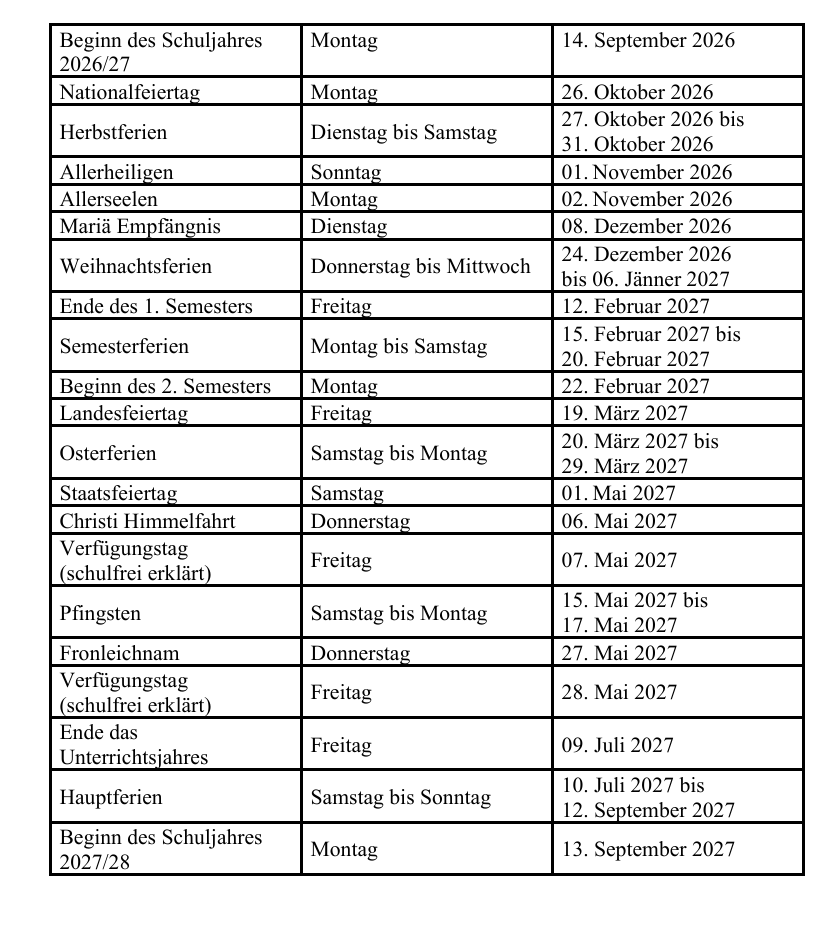 Beginn des Schuljahres
2026/27
Montag
14. September 2026
Nationalfeiertag
Montag
26. Oktober 2026
Herbstferien
Dienstag bis Samstag
27. Oktober 2026 bis
31. Oktober 2026
Allerheiligen
Sonntag
01. November 2026
Allerseelen
Montag
02. November 2026
Mariä Empfängnis
Dienstag
08. Dezember 2026
Weihnachtsferien
Donnerstag bis Mittwoch
24. Dezember 2026
bis 06. Jänner 2027
Ende des 1. Semesters
Freitag
12. Februar 2027
Semesterferien
Montag bis Samstag
15. Februar 2027 bis
20. Februar 2027
Beginn des 2. Semesters
Montag
22. Februar 2027
Landesfeiertag
Freitag
19. März 2027
Osterferien
Samstag bis Montag
20. März 2027 bis
29. März 2027
Staatsfeiertag
Samstag
01. Mai 2027
Christi Himmelfahrt
Donnerstag
06. Mai 2027
Verfügungstag
(schulfrei erklärt)
Freitag
07. Mai 2027
Pfingsten
Samstag bis Montag
15. Mai 2027 bis
17. Mai 2027
Fronleichnam
Donnerstag
27. Mai 2027
Verfügungstag
(schulfrei erklärt)
Freitag
28. Mai 2027
Ende das
Unterrichtsjahres
Freitag
09. Juli 2027
Hauptferien
Samstag bis Sonntag
10. Juli 2027 bis
12. September 2027
Beginn des Schuljahres
2027/28
Montag
13. September 2027